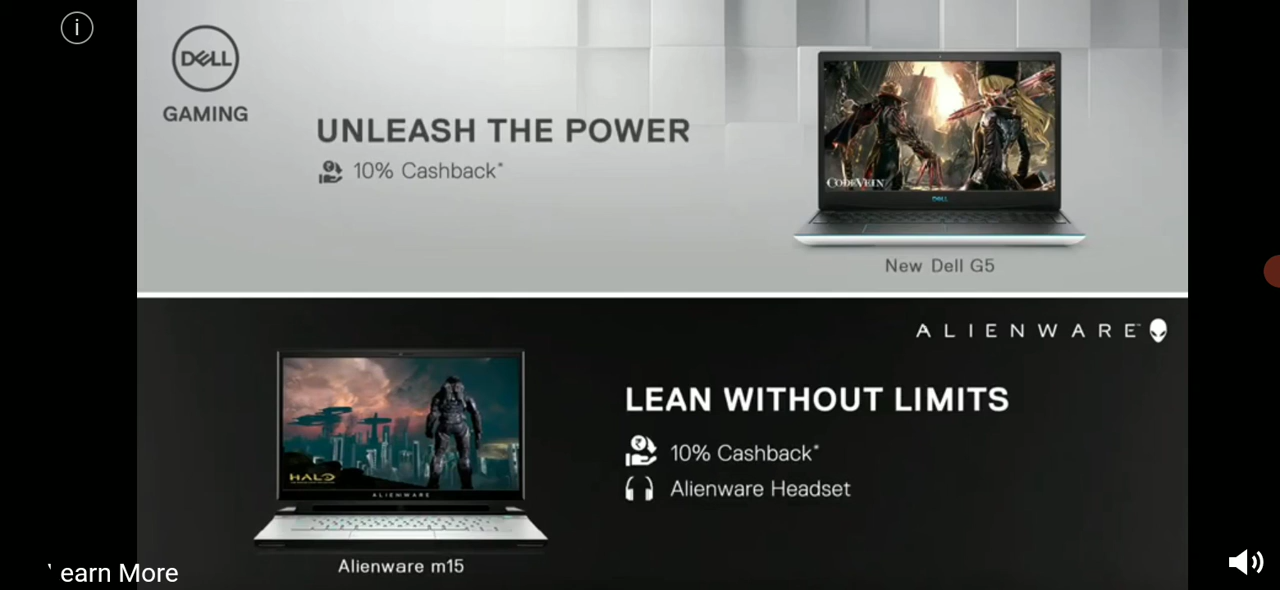 i
DELL
GAMING
UNLEASH THE POWER
10% Cashback*
CODE VEIN
DELL
New Dell G5
ALIENWARE™
LEAN WITHOUT LIMITS
10% Cashback*
Alienware Headset
HALO
ALIENWARE
Alienware m15
earn More